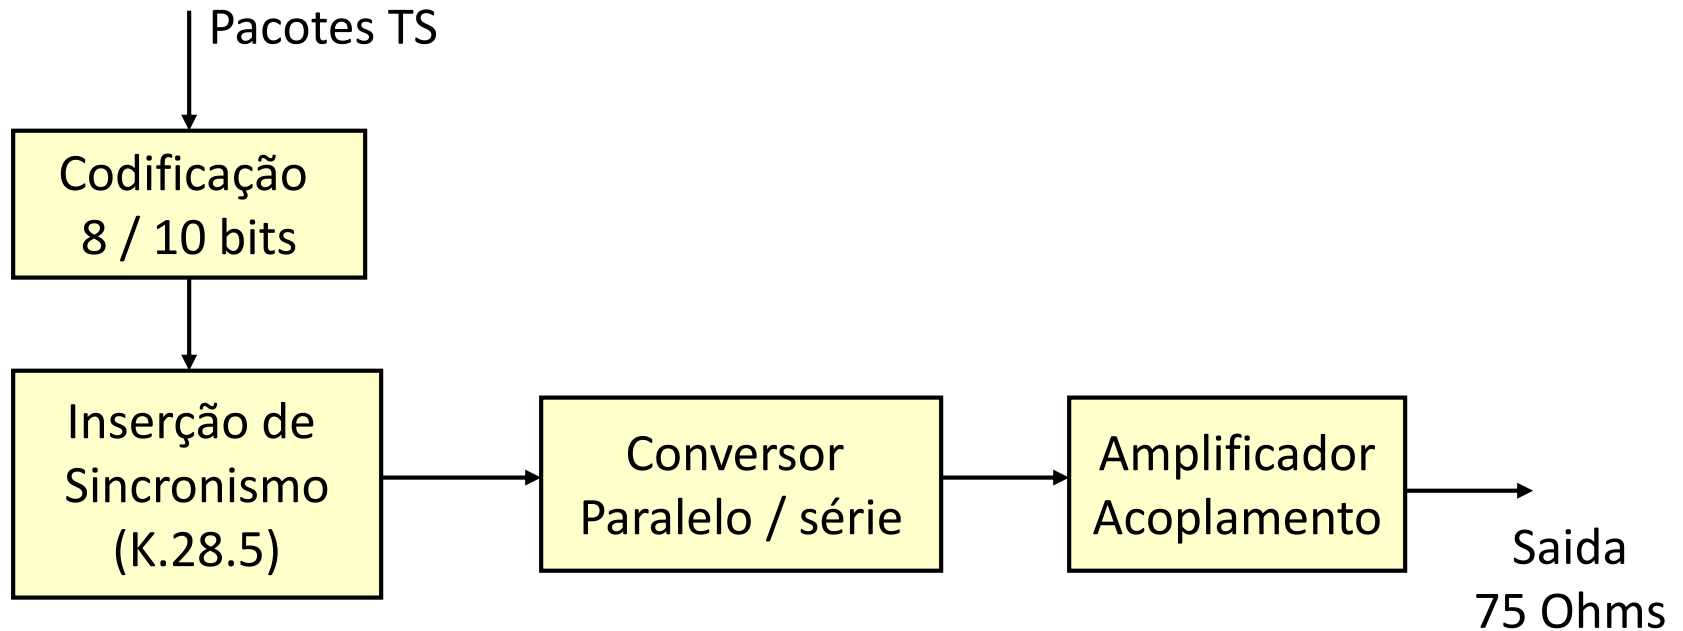 Pacotes TS
Codificação
8 / 10 bits
Inserção de
Sincronismo
(K.28.5)
Conversor
Paralelo / série
Amplificador
Acoplamento
Saida
75 Ohms